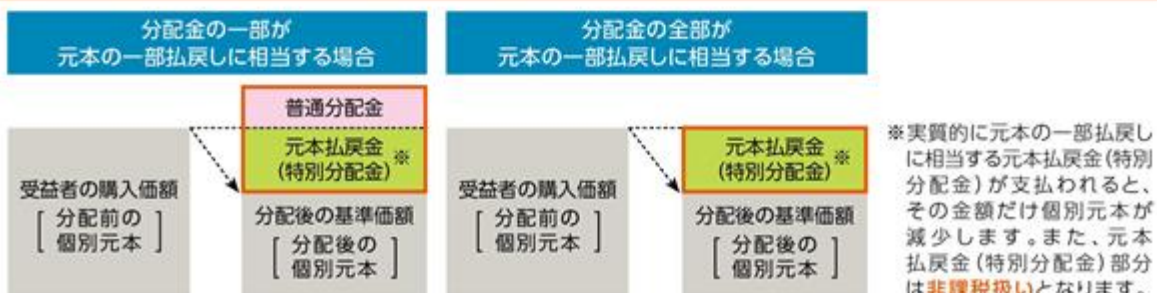 分配金の一部が
元本の一部払戻しに相当する場合
普通分配金
元本払戻金
(特別分配金)
※
受益者の購入価額
[ 分配前の
個別元本 ]
分配後の基準価額
[ 分配後の
個別元本 ]
分配金の全部が
元本の一部払戻しに相当する場合
元本払戻金
(特別分配金)
※
受益者の購入価額
[ 分配前の
個別元本 ]
分配後の基準価額
[ 分配後の
個別元本 ]
※実質的に元本の一部払戻し
に相当する元本払戻金(特別
分配金)が支払われると、
その金額だけ個別元本が
減少します。また、元本
払戻金(特別分配金)部分
は非課税扱いとなります。